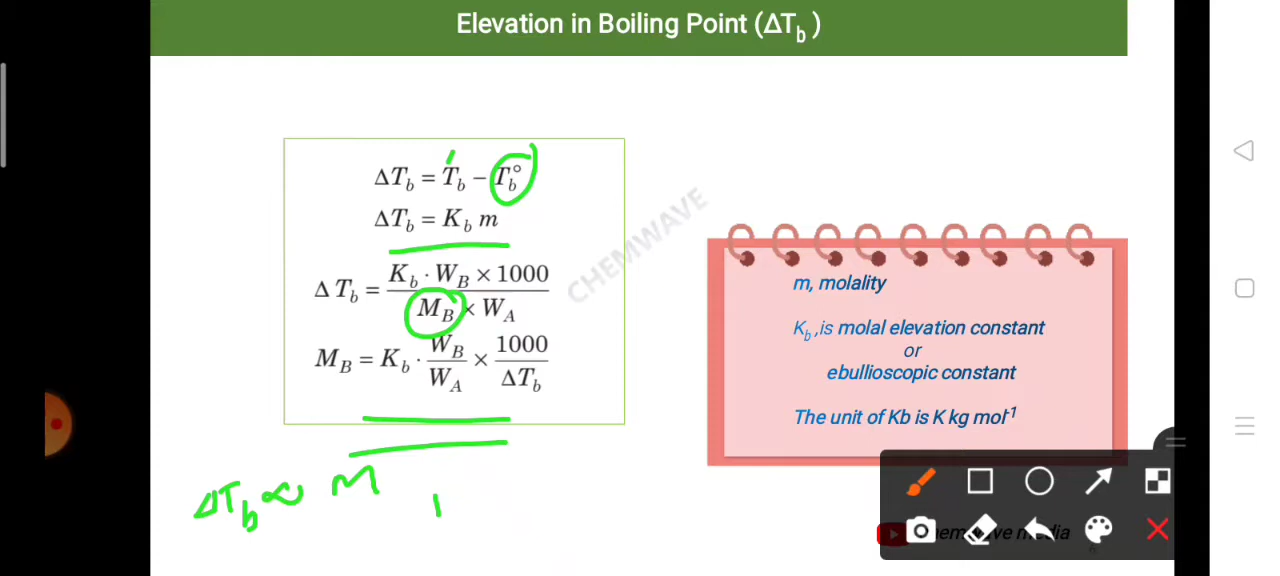 Elevation in Boiling Point (ΔT_b)
ΔT_b = T_b − T_b°
ΔT_b = K_b m
Δ T_b = K_b · W_B × 1000 / M_B × W_A
M_B = K_b · W_B / W_A × 1000 / ΔT_b
CHEMWAVE
m, molality
K_b, is molal elevation constant
or
ebullioscopic constant
The unit of Kb is K kg mol⁻¹
ΔT_b ∝ M